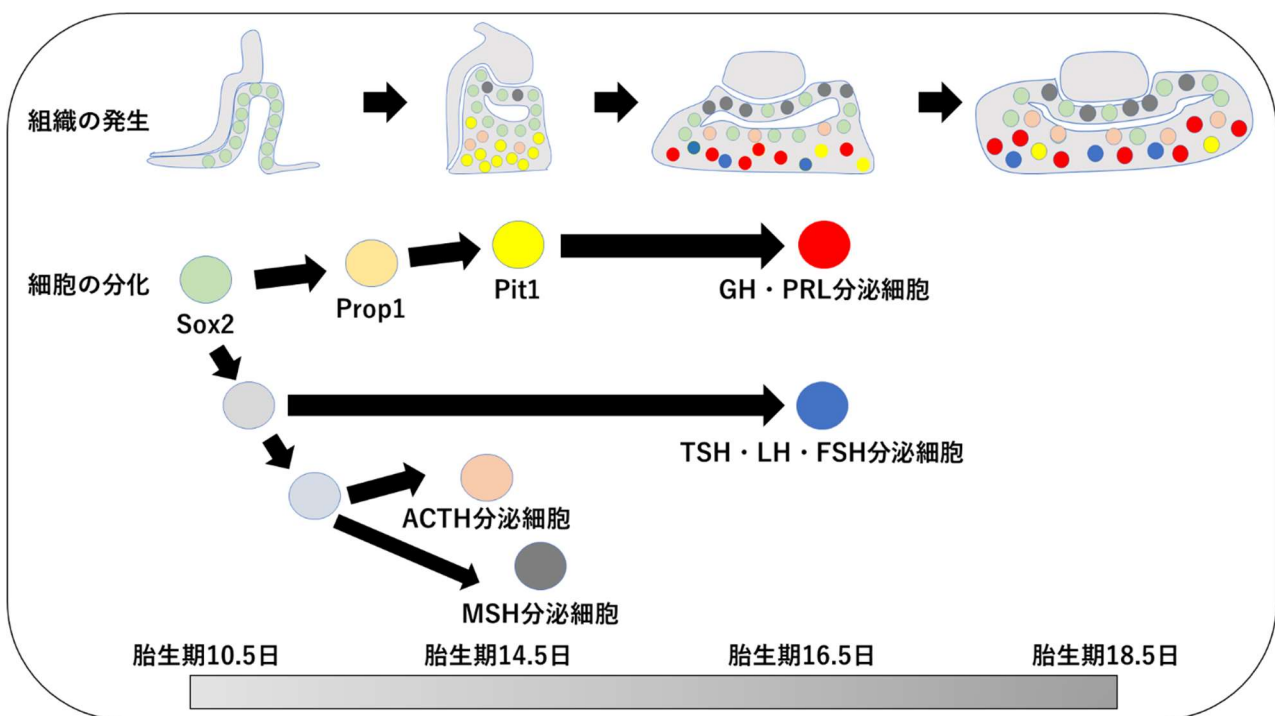 組織の発生
細胞の分化
Sox2
Prop1
Pit1
GH・PRL分泌細胞
TSH・LH・FSH分泌細胞
ACTH分泌細胞
MSH分泌細胞
胎生期10.5日
胎生期14.5日
胎生期16.5日
胎生期18.5日